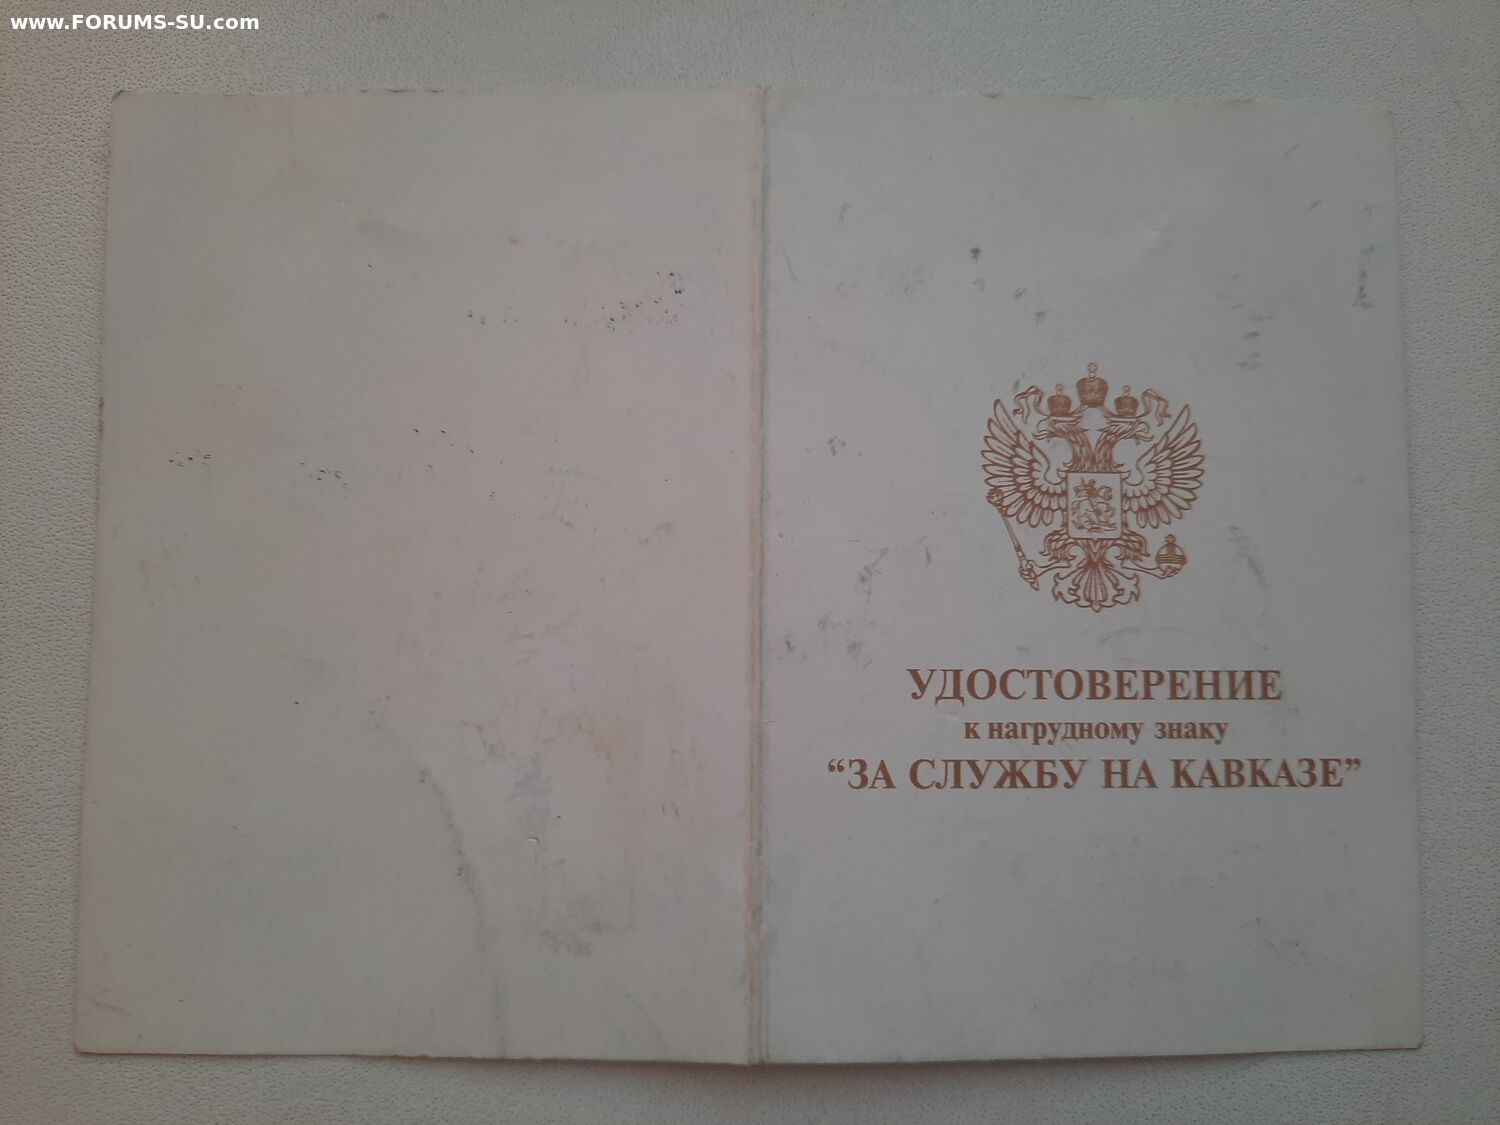 www.FORUMS-SU.com
УДОСТОВЕРЕНИЕ
к нагрудному знаку
“ЗА СЛУЖБУ НА КАВКАЗЕ”